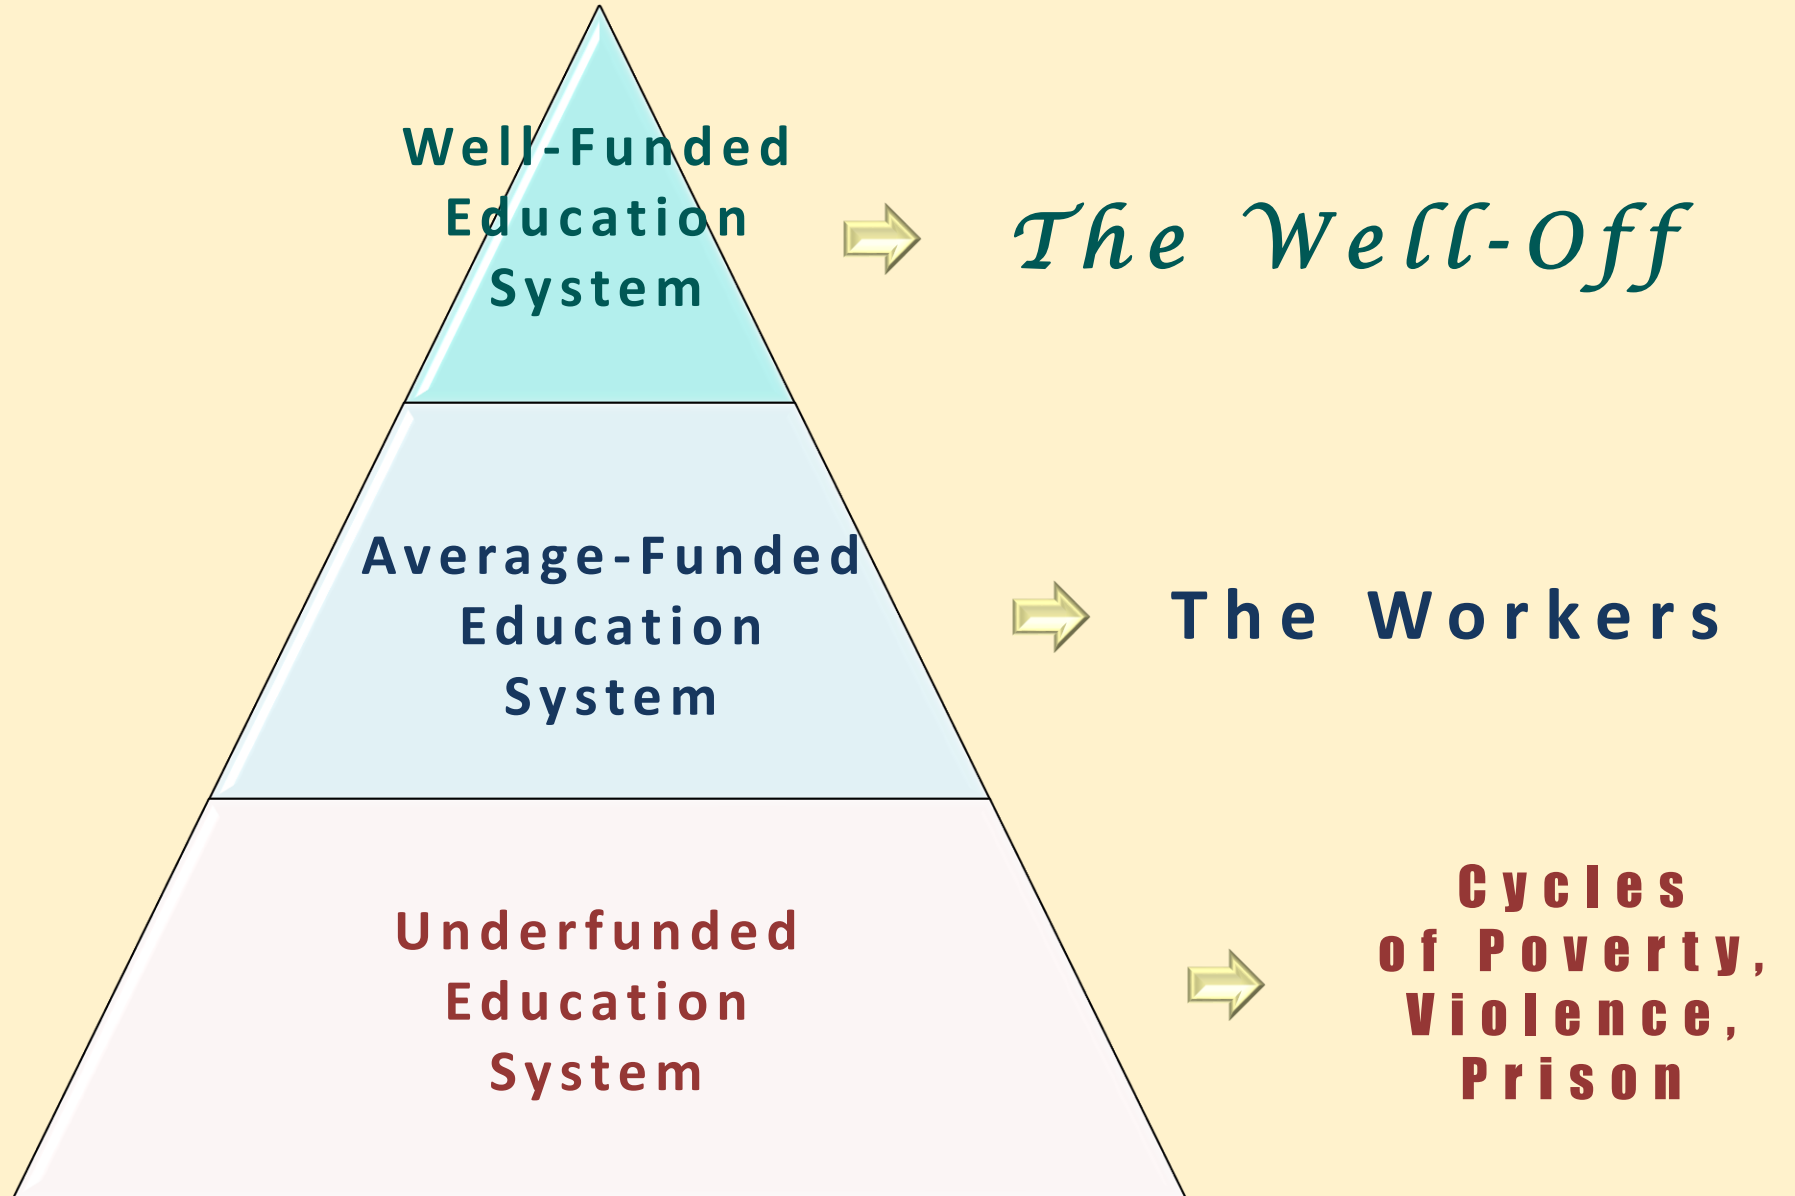 Well-Funded
Education
System
The Well-Off
Average-Funded
Education
System
The Workers
Underfunded
Education
System
Cycles
of Poverty,
Violence,
Prison